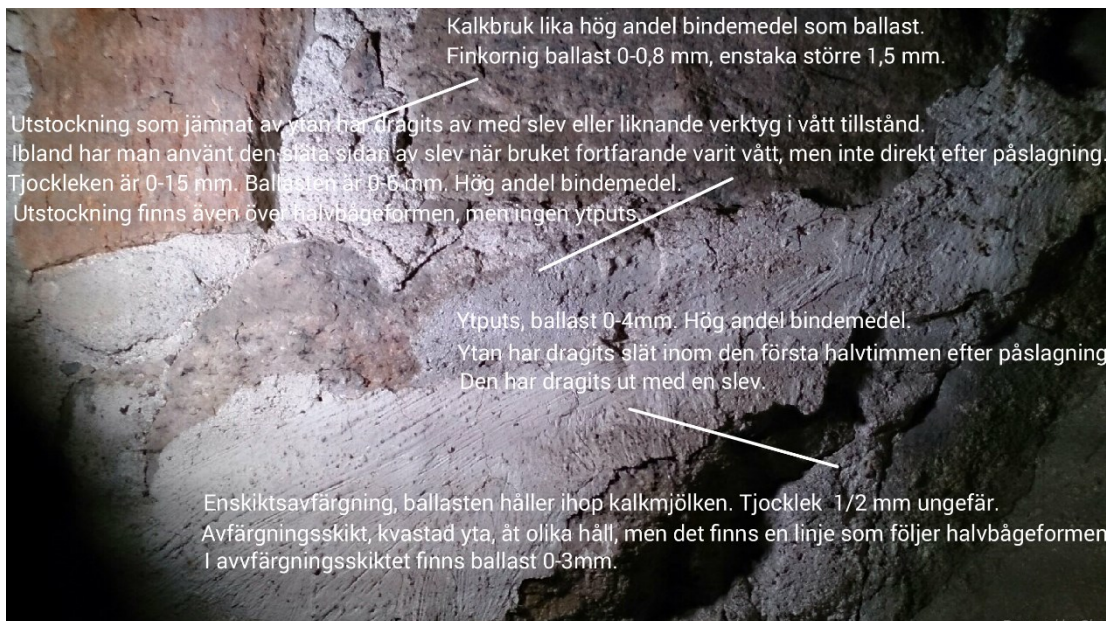 Kalkbruk lika hög andel bindemedel som ballast.
Finkornig ballast 0-0,8 mm, enstaka större 1,5 mm.
Utstockning som jämnat av ytan har dragits av med slev eller liknande verktyg i vått tillstånd.
Ibland har man använt den släta sidan av slev när bruket fortfarande varit vått, men inte direkt efter påslagning.
Tjockleken är 0-15 mm. Ballasten är 0-6 mm. Hög andel bindemedel.
Utstockning finns även över halvbågeformen, men ingen ytputs.
Ytputs, ballast 0-4mm. Hög andel bindemedel.
Ytan har dragits slät inom den första halvtimmen efter påslagning
Den har dragits ut med en slev.
Enskiktsavfärgning, ballasten håller ihop kalkmjölken. Tjocklek 1/2 mm ungefär.
Avfärgningsskikt, kvastad yta, åt olika håll, men det finns en linje som följer halvbågeformen
I avvfärgningsskiktet finns ballast 0-3mm.